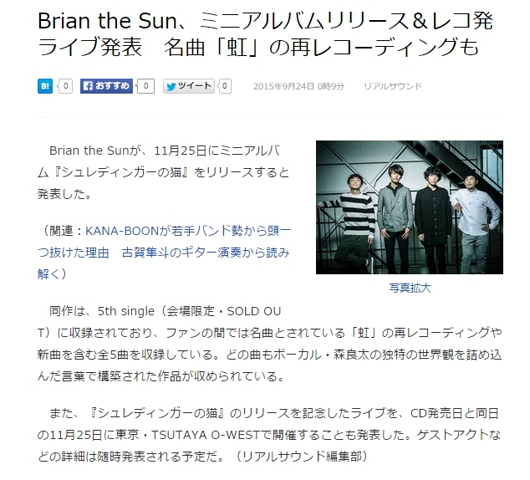 Brian the Sun、ミニアルバムリリース＆レコ発
ライブ発表　名曲「虹」の再レコーディングも
B! 0 おすすめ 0 ツイート 0 2015年9月24日 0時9分 リアルサウンド
Brian the Sunが、11月25日にミニアルバ
ム『シュレディンガーの猫』をリリースすると
発表した。
（関連：KANA-BOONが若手バンド勢から頭一
つ抜けた理由　古賀隼斗のギター演奏から読み
解く）
写真拡大
同作は、5th single（会場限定・SOLD OU
T）に収録されており、ファンの間では名曲とされている「虹」の再レコーディングや
新曲を含む全5曲を収録している。どの曲もボーカル・森良太の独特の世界観を詰め込
んだ言葉で構築された作品が収められている。
また、『シュレディンガーの猫』のリリースを記念したライブを、CD発売日と同日
の11月25日に東京・TSUTAYA O-WESTで開催することも発表した。ゲストアクトな
どの詳細は随時発表される予定だ。（リアルサウンド編集部）